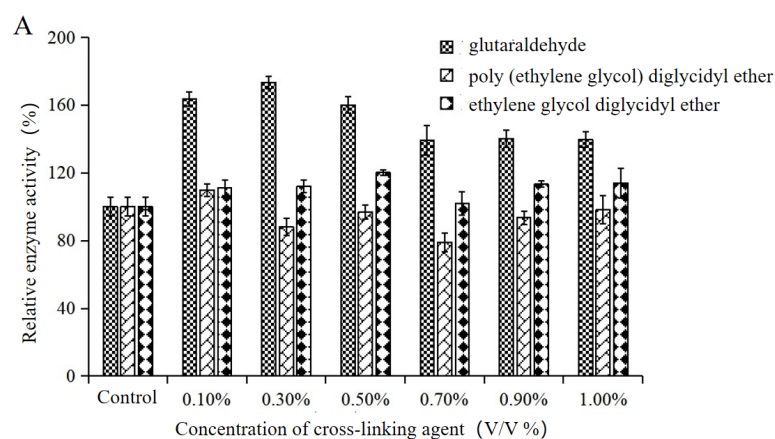 A
200
160
120
80
40
0
Relative enzyme activity (%)
glutaraldehyde
poly (ethylene glycol) diglycidyl ether
ethylene glycol diglycidyl ether
Control 0.10% 0.30% 0.50% 0.70% 0.90% 1.00%
Concentration of cross-linking agent (V/V %)